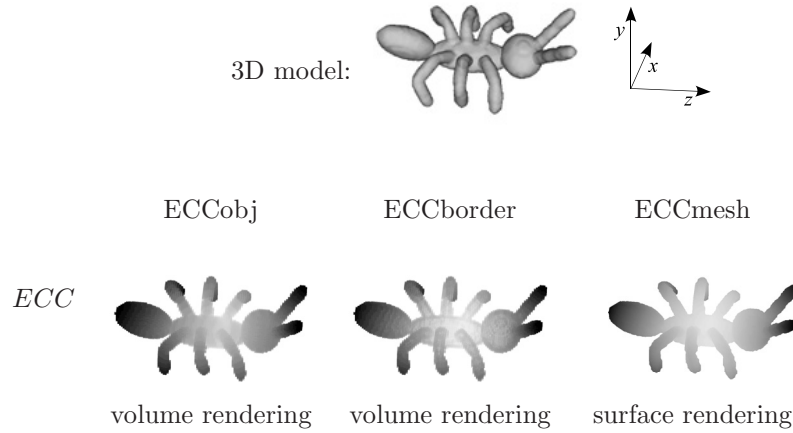 3D model:
y
x
z
ECCobj ECCborder ECCmesh
ECC
volume rendering volume rendering surface rendering